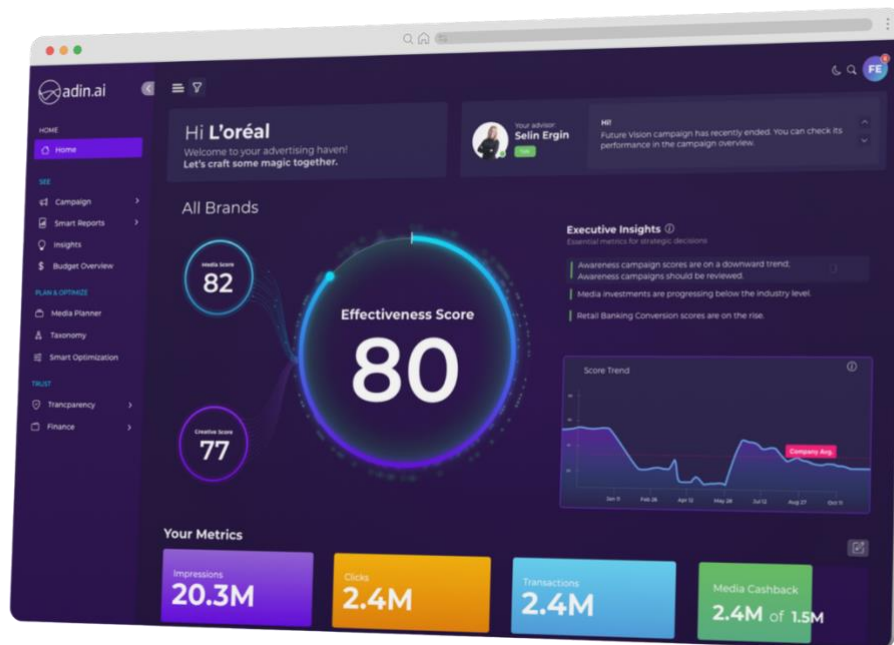 adin.ai
FE
HOME
Home
SEE
Campaign
Smart Reports
Insights
$ Budget Overview
PLAN & OPTIMIZE
Media Planner
Taxonomy
Smart Optimization
TRUST
Trancparency
Finance
Hi L'oréal
Welcome to your advertising haven!
Let's craft some magic together.
Your advisor:
Selin Ergin
Hi!
Future Vision campaign has recently ended. You can check its
performance in the campaign overview.
All Brands
Media Score
82
Creative Score
77
Effectiveness Score
80
Executive Insights
Essential metrics for strategic decisions
Awareness campaign scores are on a downward trend;
Awareness campaigns should be reviewed.
Media investments are progressing below the industry level.
Retail Banking Conversion scores are on the rise.
Score Trend
Company Avg.
Jan 11 Feb 26 Apr 12 May 28 Jul 12 Aug 27 Oct 11
Your Metrics
Impressions
20.3M
Clicks
2.4M
Transactions
2.4M
Media Cashback
2.4M of 1.5M